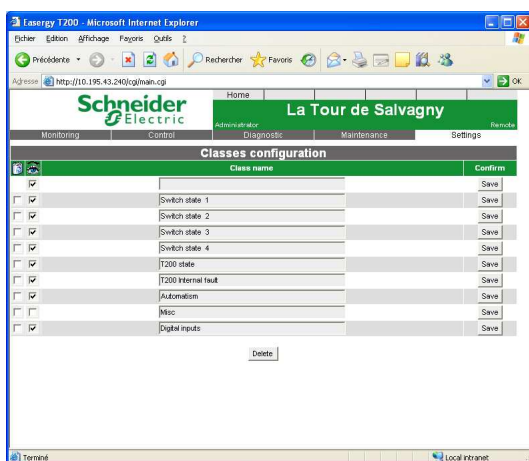 Easergy T200 - Microsoft Internet Explorer
Fichier Edition Affichage Favoris Outils ?
Précédente Rechercher Favoris
Adresse http://10.195.43.240/cgi/main.cgi OK
Schneider Electric
Home
La Tour de Salvagny
Administrator Remote
Monitoring Control Diagnostic Maintenance Settings
Classes configuration
Class name Confirm
Save
Switch state 1 Save
Switch state 2 Save
Switch state 3 Save
Switch state 4 Save
T200 state Save
T200 Internal fault Save
Automatism Save
Misc Save
Digital inputs Save
Delete
Terminé Local intranet